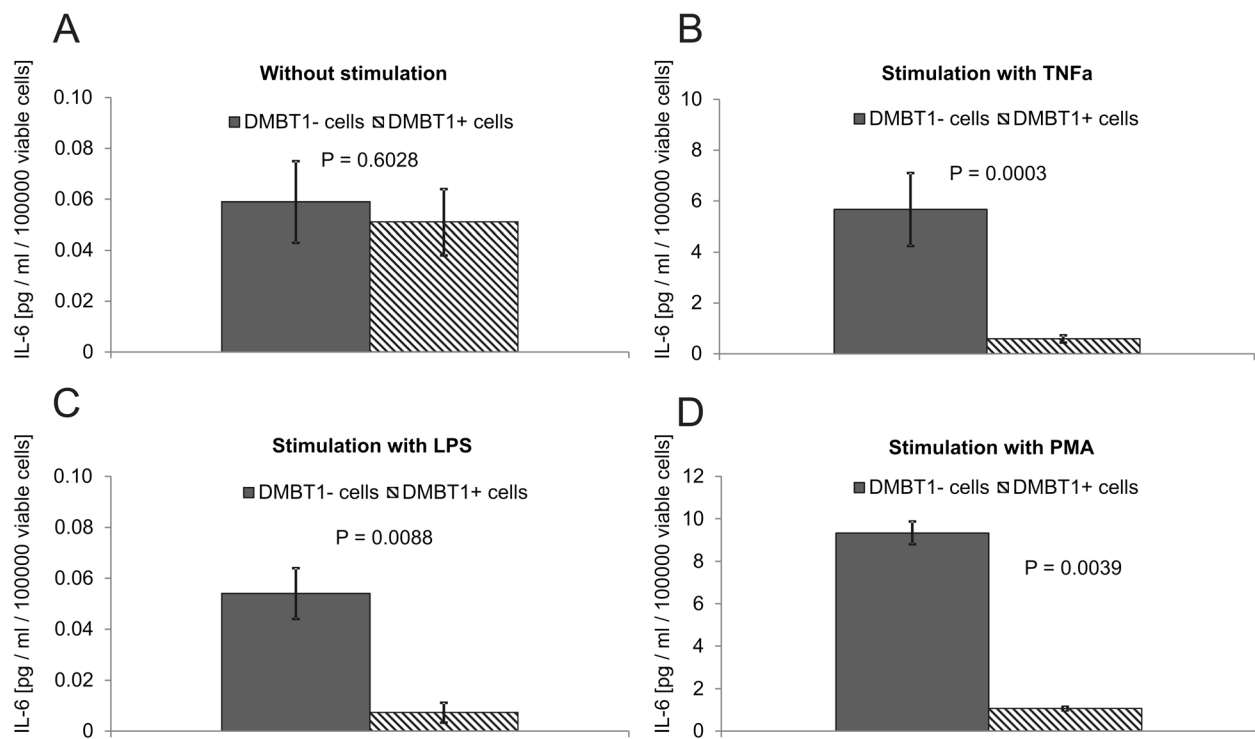 A
Without stimulation
IL-6 [pg / ml / 100000 viable cells]
0.10
0.08
0.06
0.04
0.02
0
DMBT1- cells DMBT1+ cells
P = 0.6028
B
Stimulation with TNFa
IL-6 [pg / ml / 100000 viable cells]
10
8
6
4
2
0
DMBT1- cells DMBT1+ cells
P = 0.0003
C
Stimulation with LPS
IL-6 [pg / ml / 100000 viable cells]
0.10
0.08
0.06
0.04
0.02
0
DMBT1- cells DMBT1+ cells
P = 0.0088
D
Stimulation with PMA
IL-6 [pg / ml / 100000 viable cells]
12
10
8
6
4
2
0
DMBT1- cells DMBT1+ cells
P = 0.0039